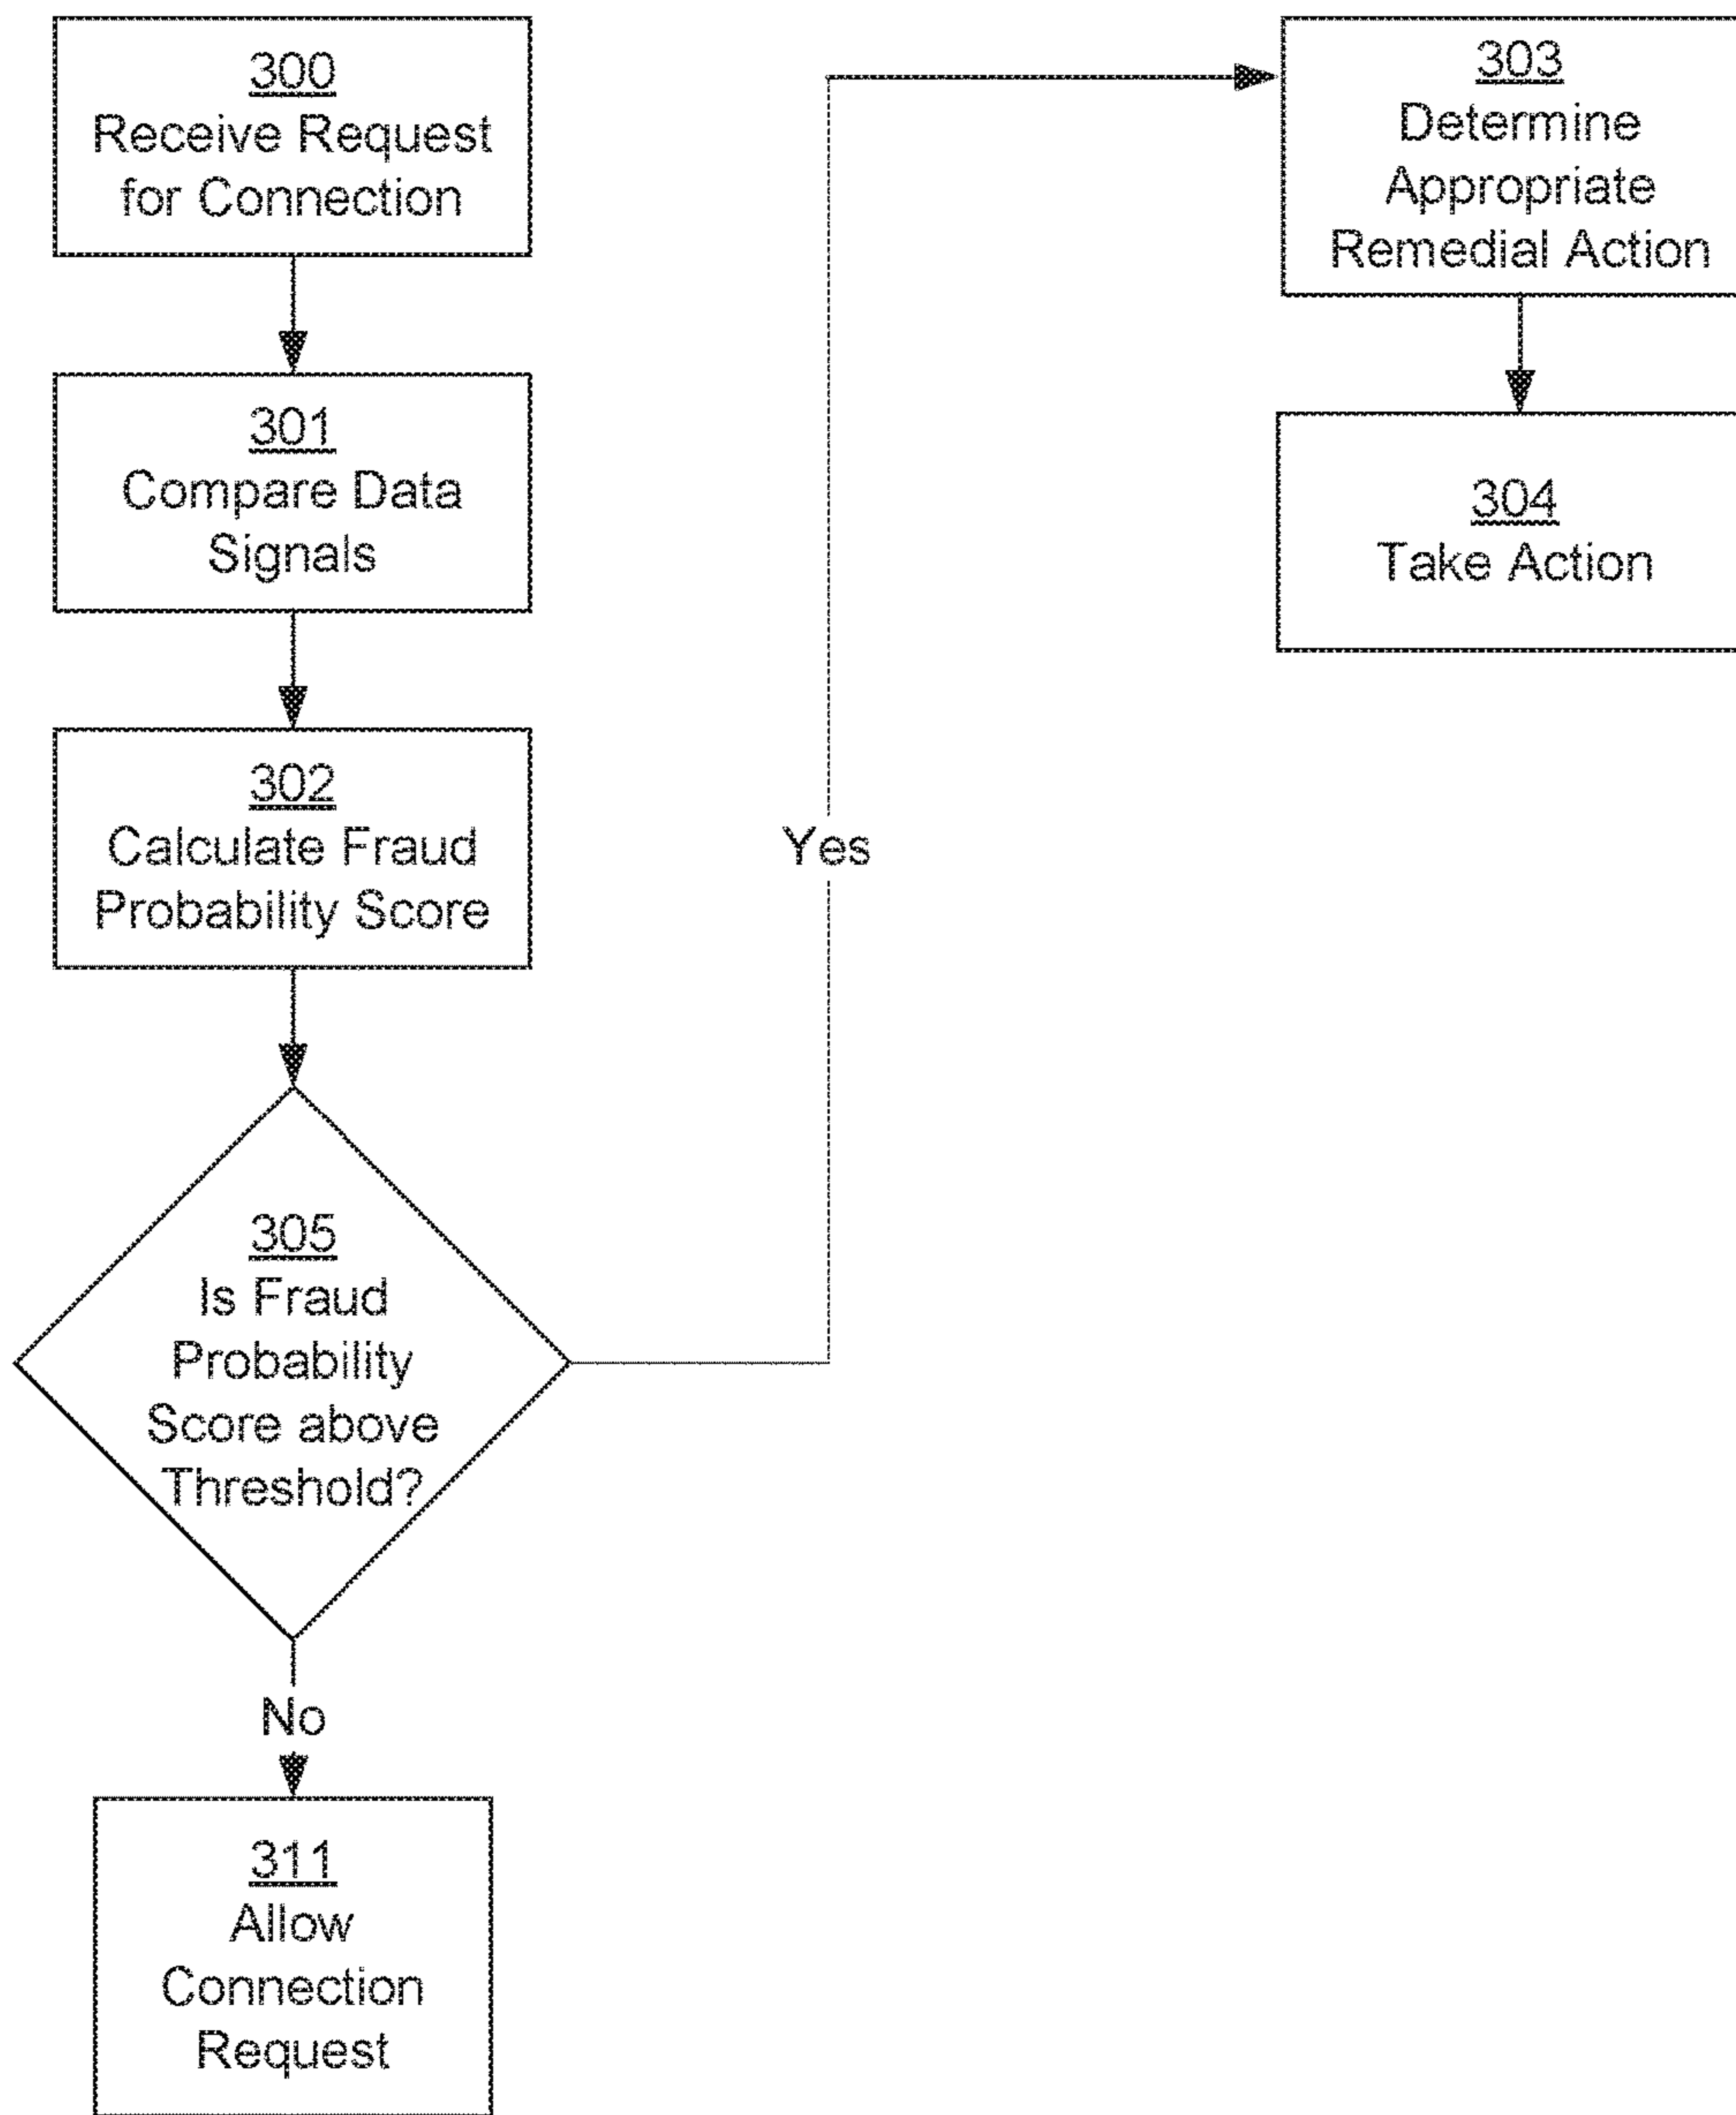 300
Receive Request
for Connection
301
Compare Data
Signals
302
Calculate Fraud
Probability Score
305
Is Fraud
Probability
Score above
Threshold?
No
311
Allow
Connection
Request
Yes
303
Determine
Appropriate
Remedial Action
304
Take Action